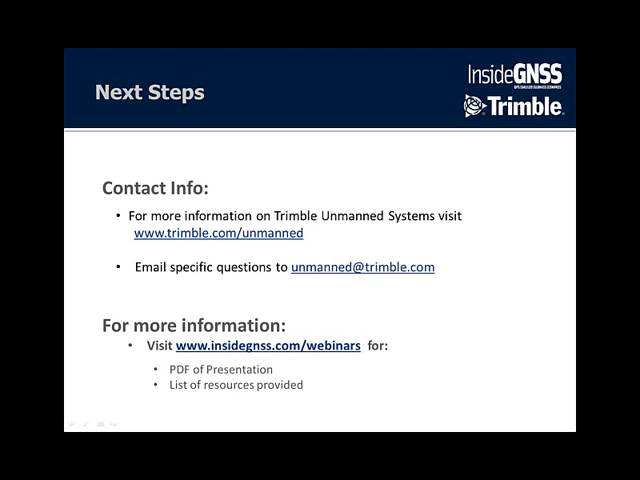 InsideGNSS
Next Steps
Trimble
Contact Info:
• For more information on Trimble Unmanned Systems visit
www.trimble.com/unmanned
• Email specific questions to unmanned@trimble.com
For more information:
• Visit www.insidegnss.com/webinars for:
• PDF of Presentation
• List of resources provided